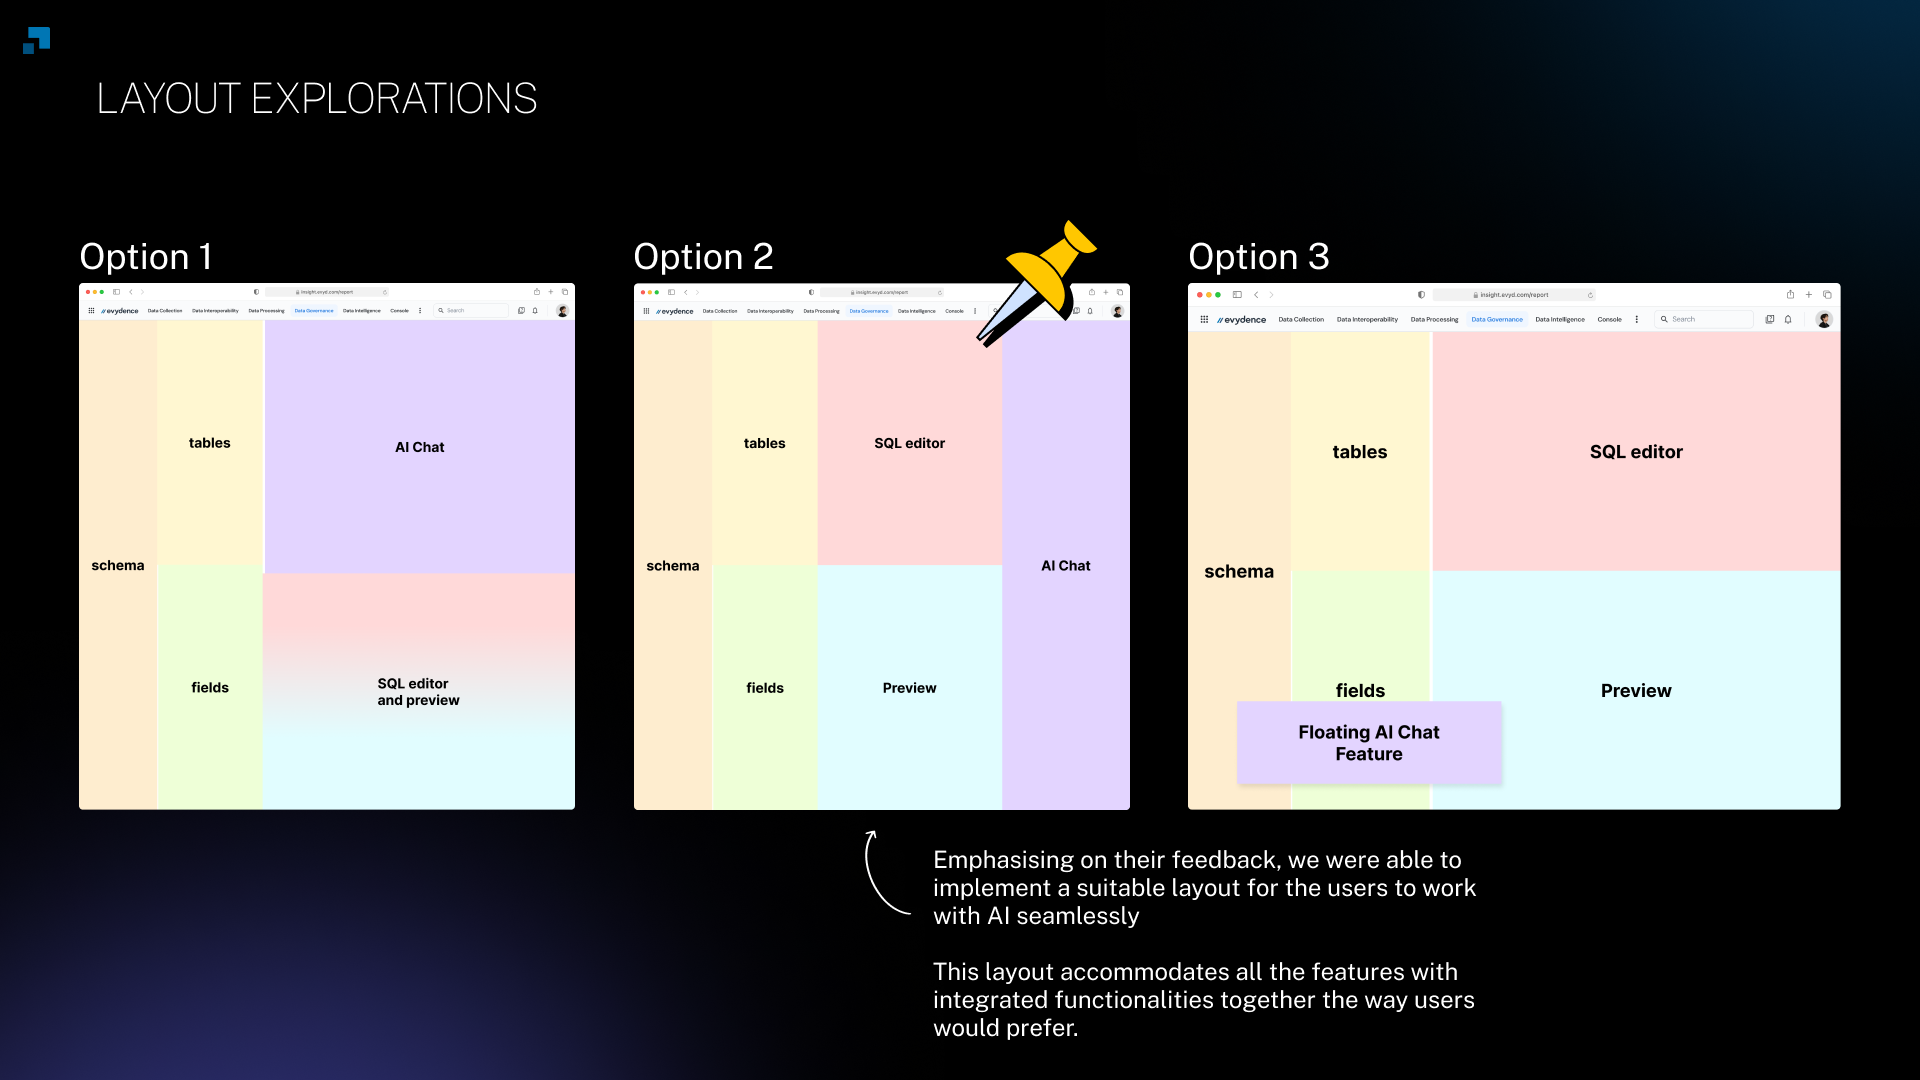 LAYOUT EXPLORATIONS
Option 1
insight.evyd.com/report
evydence Data Collection Data Interoperability Data Processing Data Governance Data Intelligence Console Search
schema
tables
AI Chat
fields
SQL editor
and preview
Option 2
insight.evyd.com/report
evydence Data Collection Data Interoperability Data Processing Data Governance Data Intelligence Console
schema
tables
SQL editor
AI Chat
fields
Preview
Option 3
insight.evyd.com/report
evydence Data Collection Data Interoperability Data Processing Data Governance Data Intelligence Console Search
schema
tables
SQL editor
fields
Preview
Floating AI Chat
Feature
Emphasising on their feedback, we were able to
implement a suitable layout for the users to work
with AI seamlessly
This layout accommodates all the features with
integrated functionalities together the way users
would prefer.